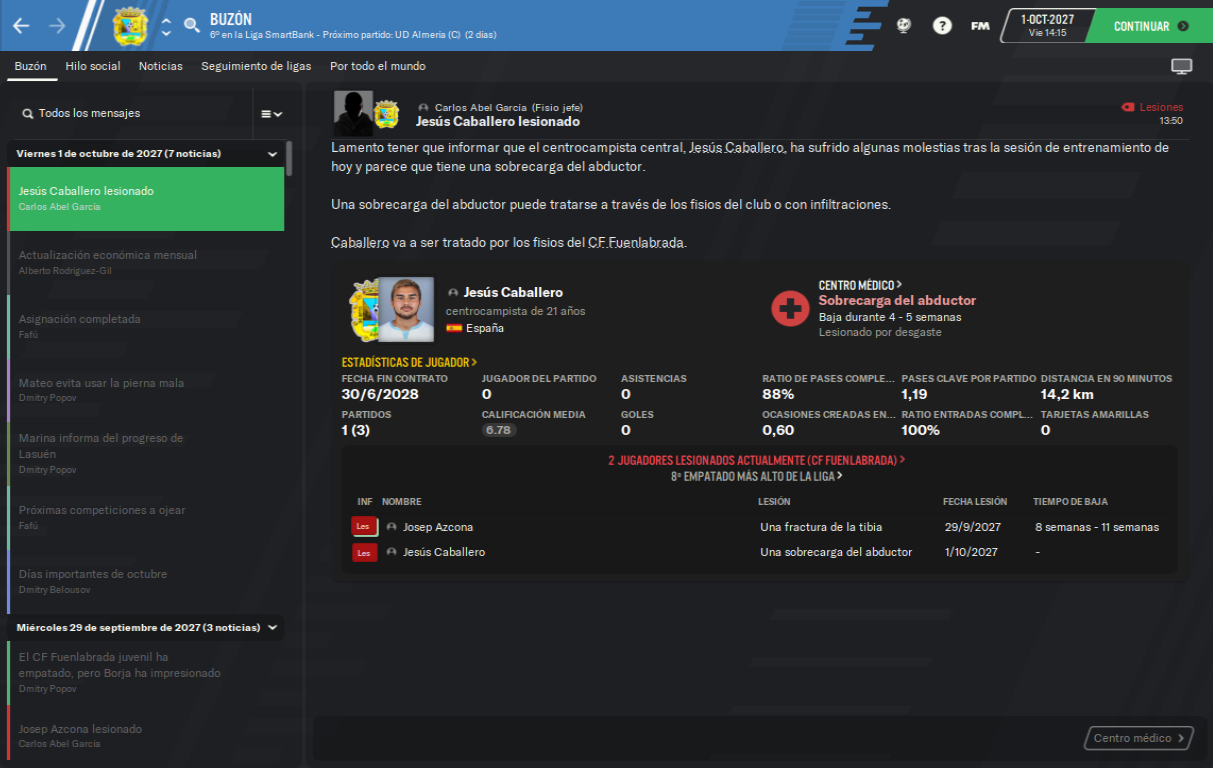 BUZÓN
6º en la Liga SmartBank - Próximo partido: UD Almería (C) (2 días)
?
FM
1-OCT-2027
Vie 14:15
CONTINUAR
Buzón
Hilo social
Noticias
Seguimiento de ligas
Por todo el mundo
Todos los mensajes
Viernes 1 de octubre de 2027 (7 noticias)
Jesús Caballero lesionado
Carlos Abel García
Actualización económica mensual
Alberto Rodríguez-Gil
Asignación completada
Fafú
Mateo evita usar la pierna mala
Dmitry Popov
Marina informa del progreso de
Lasuén
Dmitry Popov
Próximas competiciones a ojear
Fafú
Días importantes de octubre
Dmitry Belousov
Miércoles 29 de septiembre de 2027 (3 noticias)
El CF Fuenlabrada juvenil ha
empatado, pero Borja ha impresionado
Dmitry Popov
Josep Azcona lesionado
Carlos Abel García
Carlos Abel García (Fisio jefe)
Jesús Caballero lesionado
Lesiones
13:50
Lamento tener que informar que el centrocampista central, Jesús Caballero, ha sufrido algunas molestias tras la sesión de entrenamiento de
hoy y parece que tiene una sobrecarga del abductor.
Una sobrecarga del abductor puede tratarse a través de los fisios del club o con infiltraciones.
Caballero va a ser tratado por los fisios del CF Fuenlabrada.
Jesús Caballero
centrocampista de 21 años
España
CENTRO MÉDICO >
Sobrecarga del abductor
Baja durante 4 - 5 semanas
Lesionado por desgaste
ESTADÍSTICAS DE JUGADOR >
FECHA FIN CONTRATO JUGADOR DEL PARTIDO ASISTENCIAS RATIO DE PASES COMPLE... PASES CLAVE POR PARTIDO DISTANCIA EN 90 MINUTOS
30/6/2028 0 0 88% 1,19 14,2 km
PARTIDOS CALIFICACIÓN MEDIA GOLES OCASIONES CREADAS EN... RATIO ENTRADAS COMPL... TARJETAS AMARILLAS
1 (3) 6.78 0 0,60 100% 0
2 JUGADORES LESIONADOS ACTUALMENTE (CF FUENLABRADA) >
8º EMPATADO MÁS ALTO DE LA LIGA >
INF NOMBRE LESIÓN FECHA LESIÓN TIEMPO DE BAJA
Les Josep Azcona Una fractura de la tibia 29/9/2027 8 semanas - 11 semanas
Les Jesús Caballero Una sobrecarga del abductor 1/10/2027 -
Centro médico >